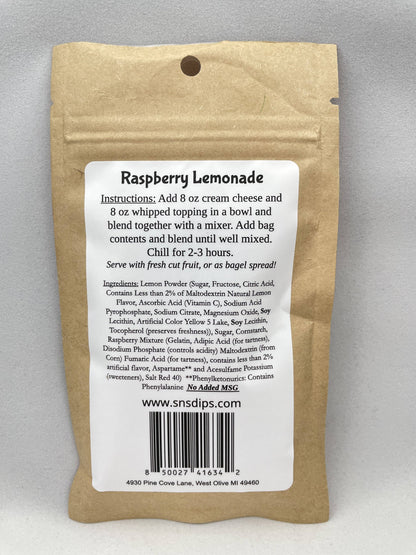 Raspberry Lemonade
Instructions: Add 8 oz cream cheese and
8 oz whipped topping in a bowl and
blend together with a mixer. Add bag
contents and blend until well mixed.
Chill for 2-3 hours.
Serve with fresh cut fruit, or as bagel spread!
Ingredients: Lemon Powder (Sugar, Fructose, Citric Acid,
Contains Less than 2% of Maltodextrin Natural Lemon
Flavor, Ascorbic Acid (Vitamin C), Sodium Acid
Pyrophosphate, Sodium Citrate, Magnesium Oxide, Soy
Lecithin, Artificial Color Yellow 5 Lake, Soy Lecithin,
Tocopherol (preserves freshness)), Sugar, Cornstarch,
Raspberry Mixture (Gelatin, Adipic Acid (for tartness),
Disodium Phosphate (controls acidity) Maltodextrin (from
Corn) Fumatic Acid (for tartness), contains less than 2%
artificial flavor, Aspartame** and Acesulfame Potassium
(sweeteners), Salt Red 40) **Phenylketonurics: Contains
Phenylalanine No Added MSG
www.snsdips.com
8 50027 41634 2
4930 Pine Cove Lane, West Olive MI 49460